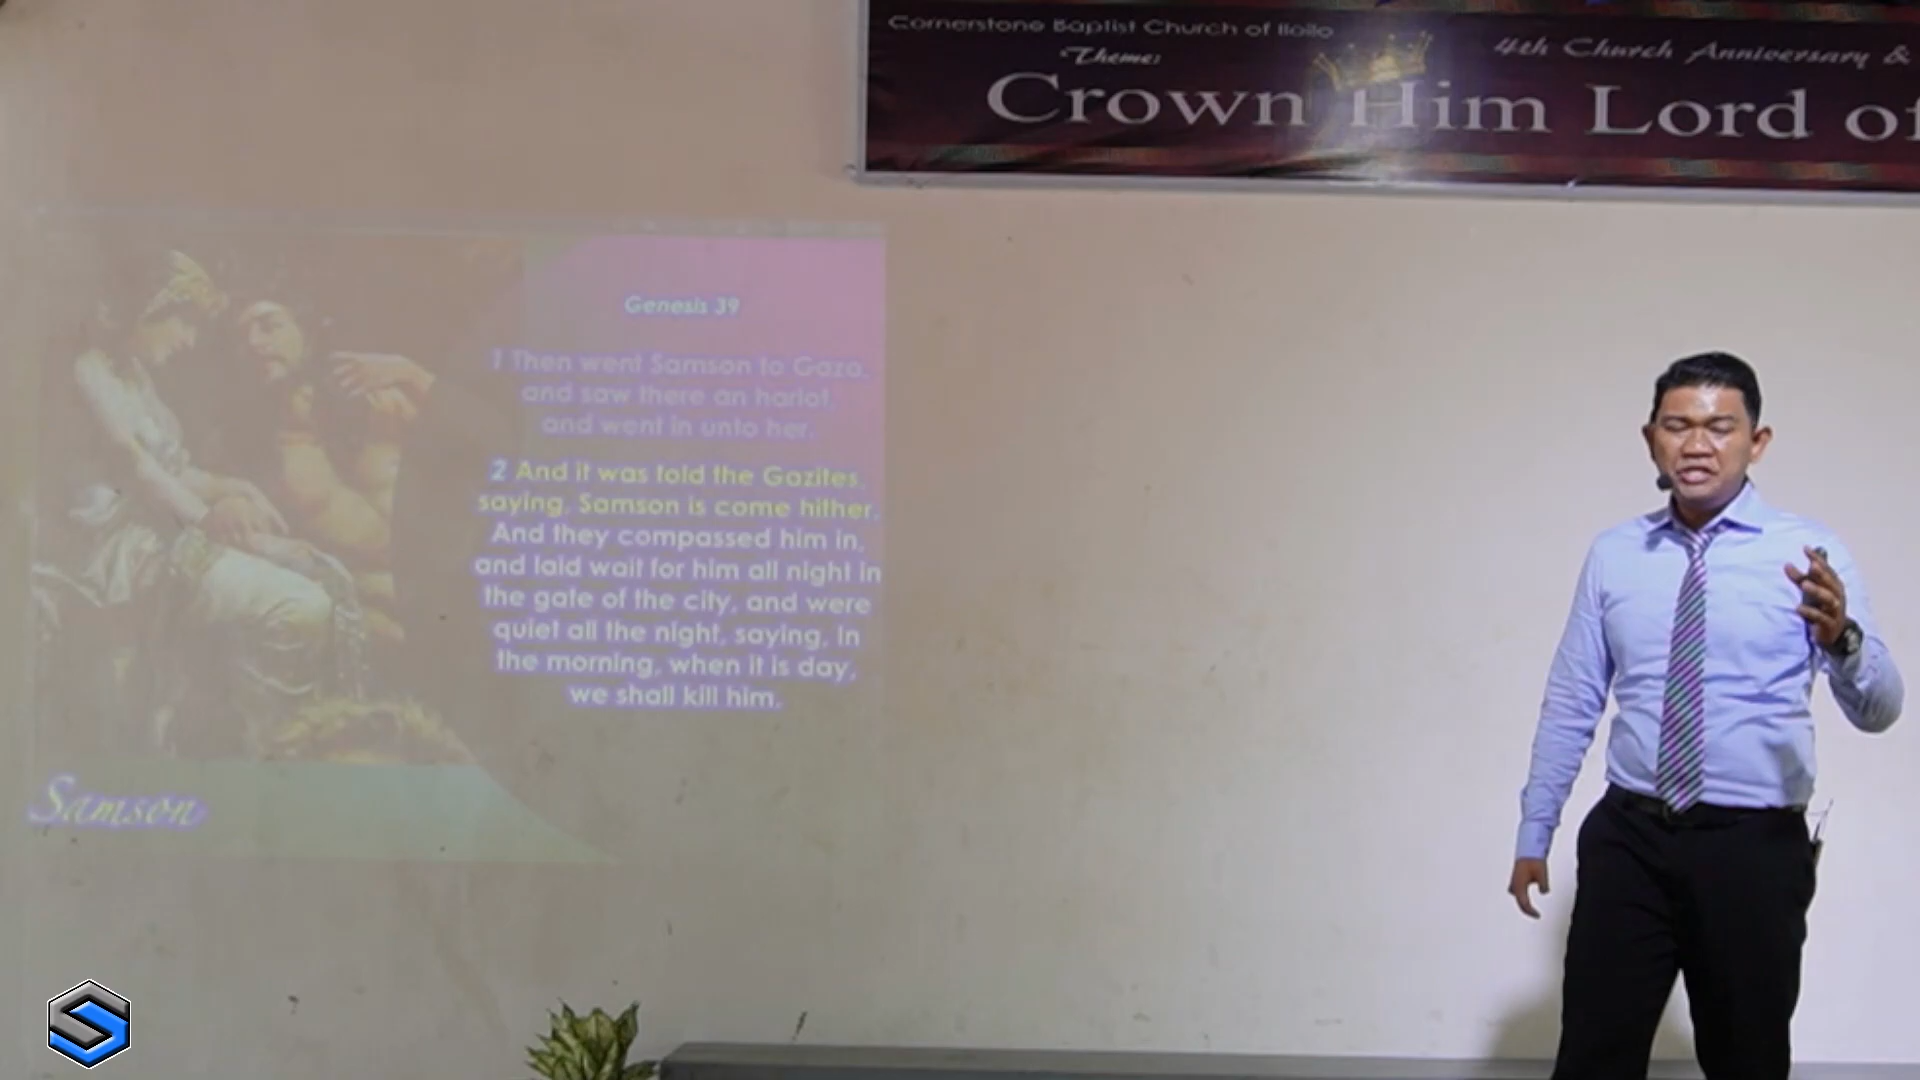 Cornerstone Baptist Church of Iloilo
4th Church Anniversary &
Theme:
Crown Him Lord of
Genesis 39
1 Then went Samson to Gaza,
and saw there an harlot,
and went in unto her.
2 And it was told the Gazites,
saying, Samson is come hither.
And they compassed him in,
and laid wait for him all night in
the gate of the city, and were
quiet all the night, saying, In
the morning, when it is day,
we shall kill him.
Samson